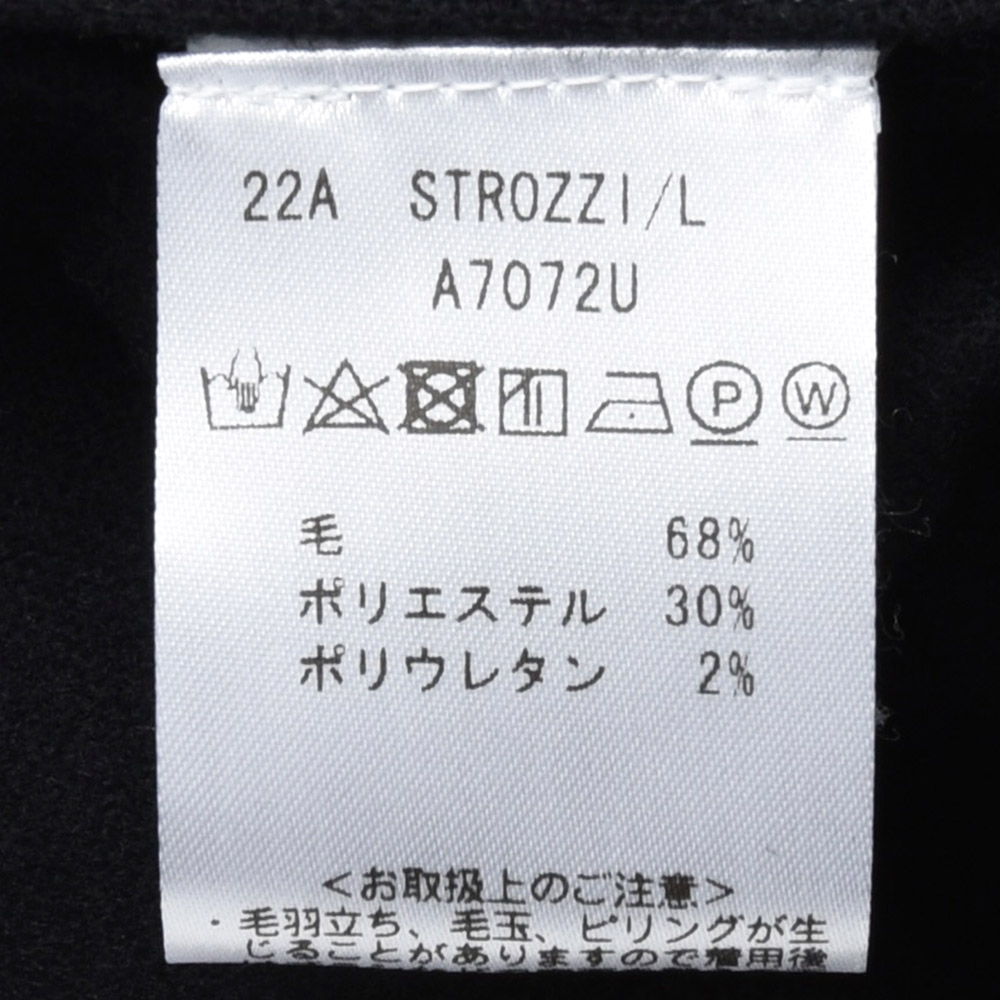 22A STROZZI/L
A7072U
P W
毛 68%
ポリエステル 30%
ポリウレタン 2%
<お取扱上のご注意>
・毛羽立ち、毛玉、ピリングが生
じることがありますので着用後